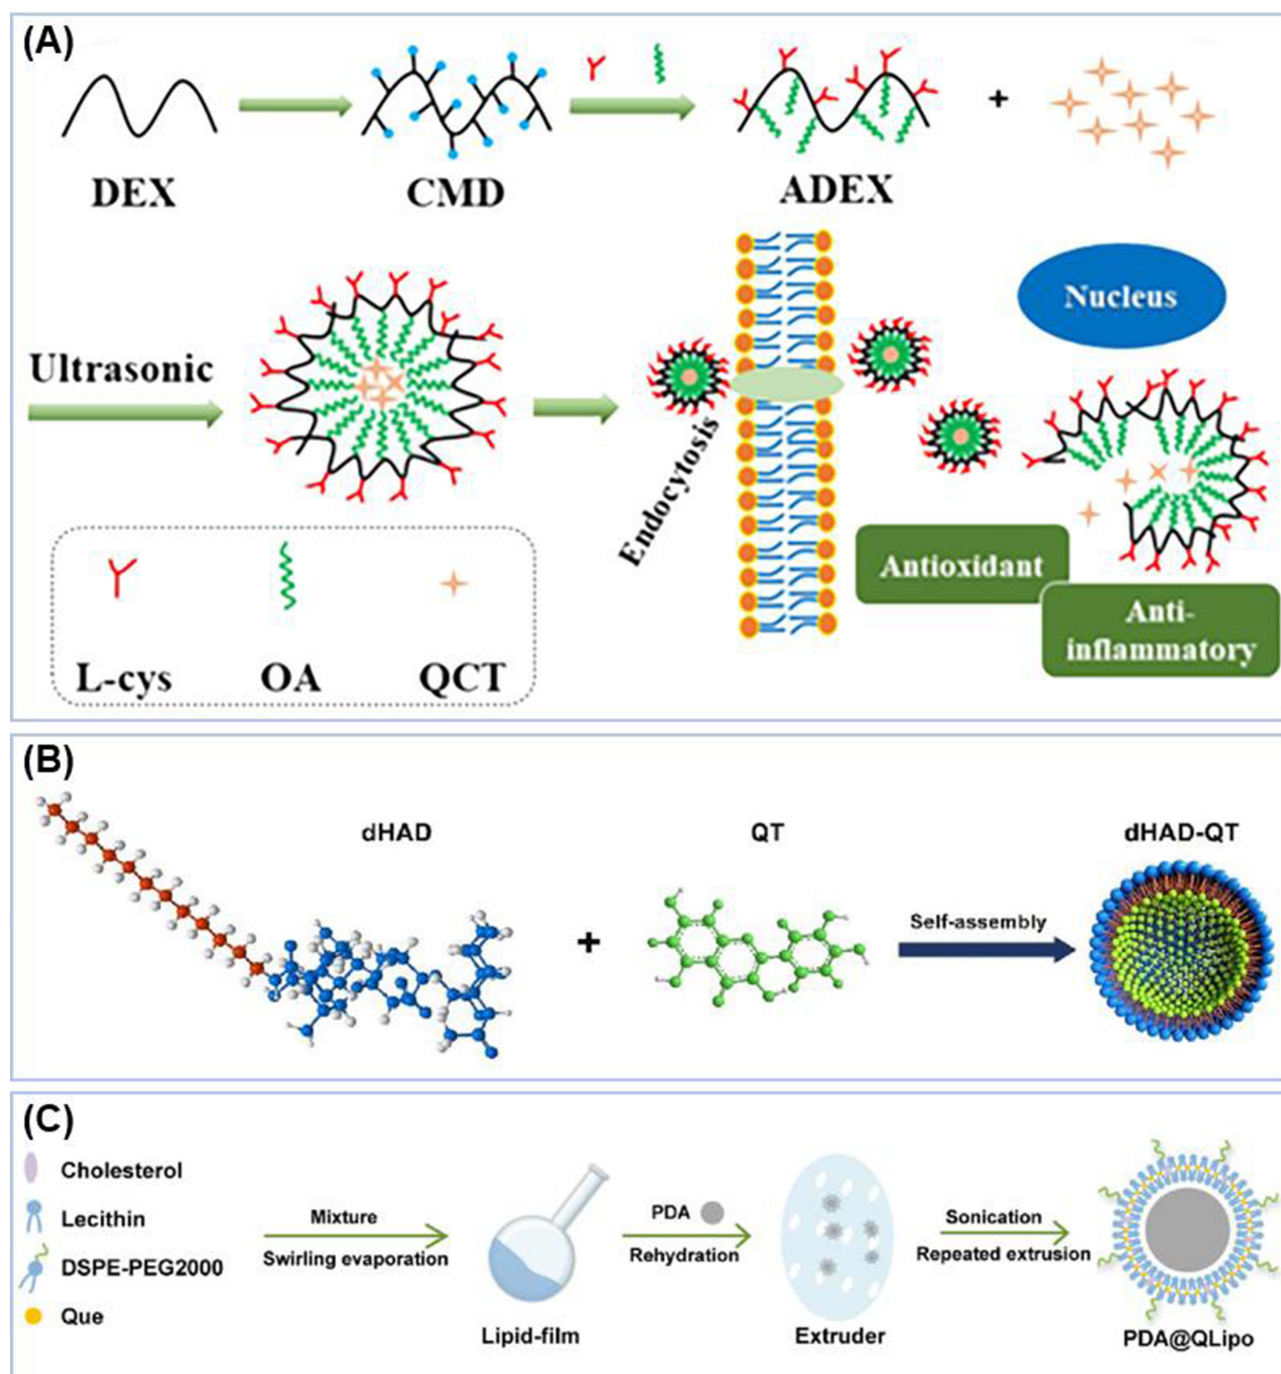 (A)
DEX
CMD
ADEX
+
Ultrasonic
Endocytosis
Nucleus
Antioxidant
Anti-
inflammatory
L-cys
OA
QCT
(B)
dHAD
+
QT
Self-assembly
dHAD-QT
(C)
Cholesterol
Lecithin
DSPE-PEG2000
Que
Mixture
Swirling evaporation
Lipid-film
PDA
Rehydration
Extruder
Sonication
Repeated extrusion
PDA@QLipo